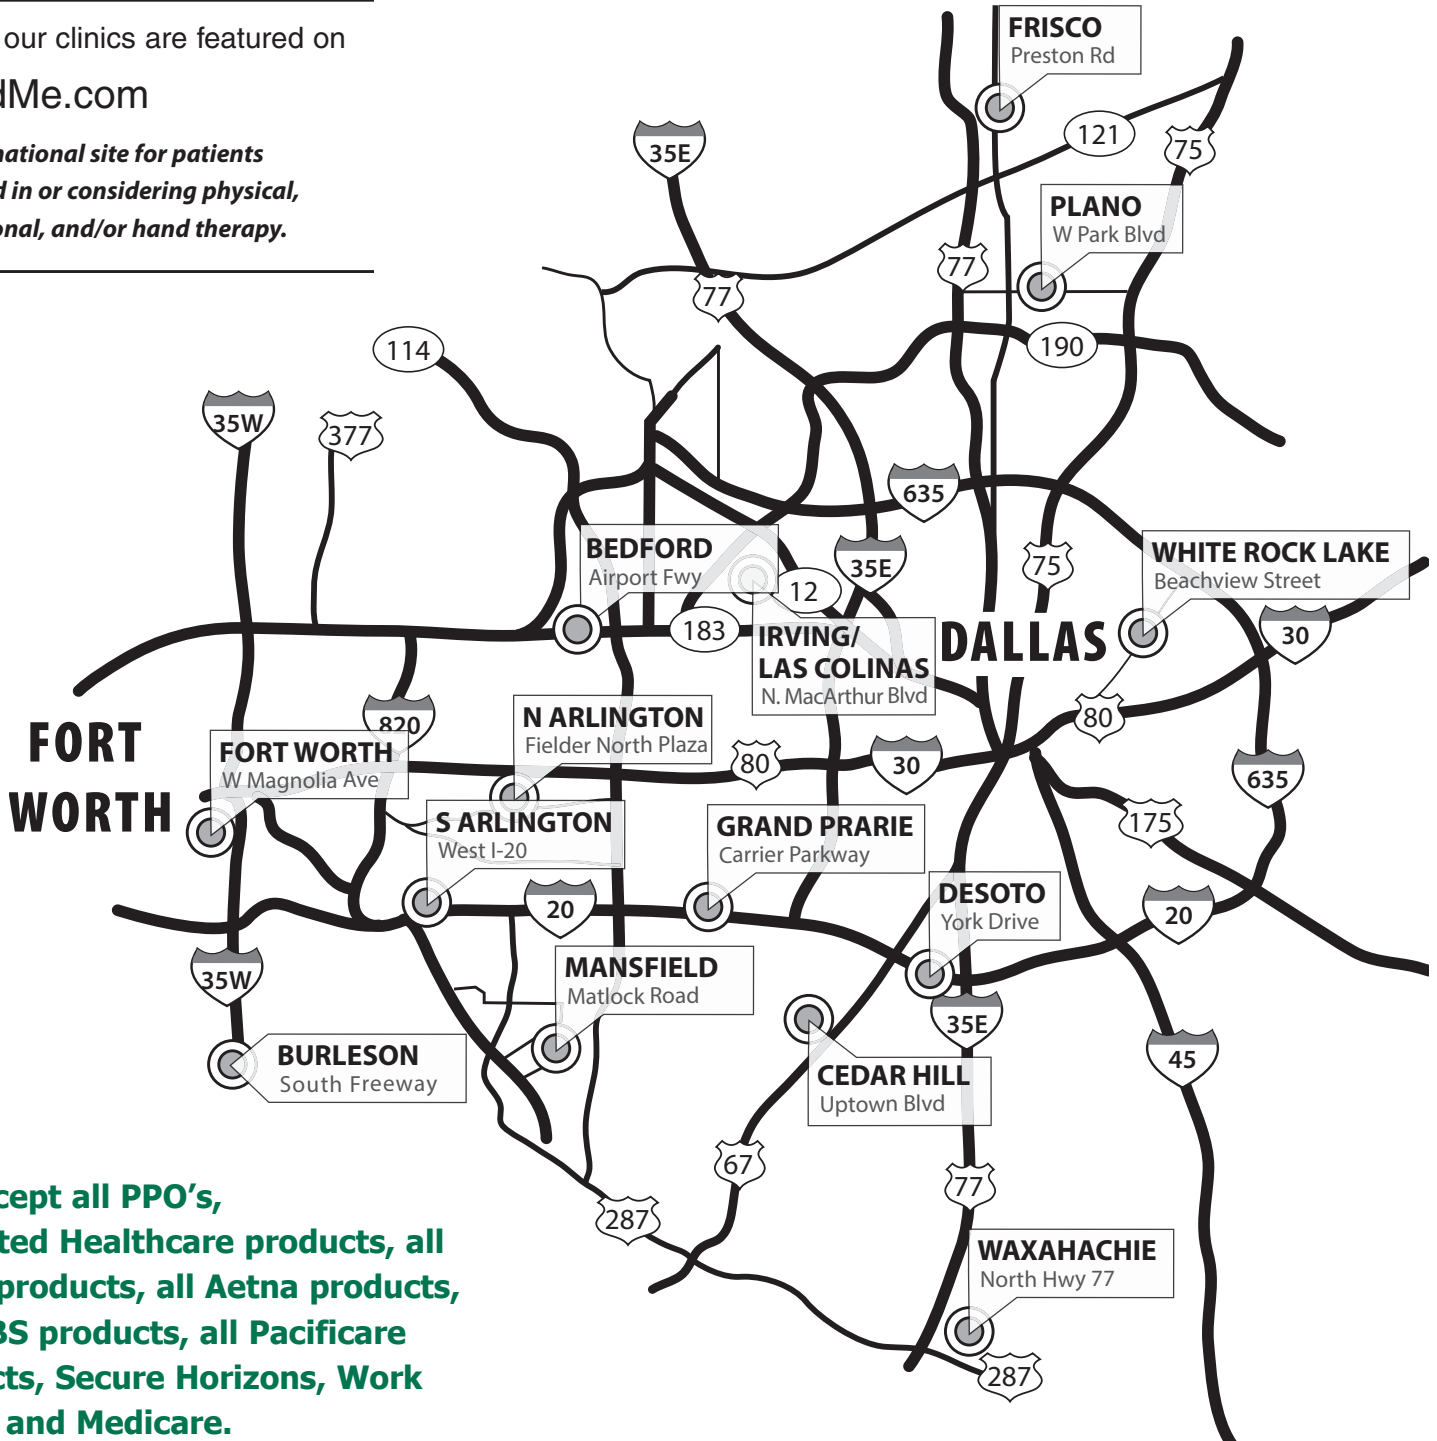 our clinics are featured on
dMe.com
national site for patients
d in or considering physical,
onal, and/or hand therapy.
FRISCO
Preston Rd
121
75
35E
PLANO
W Park Blvd
77
77
190
114
35W
377
635
BEDFORD
Airport Fwy
12
35E
75
WHITE ROCK LAKE
Beachview Street
183
IRVING/
LAS COLINAS
N. MacArthur Blvd
DALLAS
30
820
N ARLINGTON
Fielder North Plaza
80
FORT
WORTH
FORT WORTH
W Magnolia Ave
80
30
635
S ARLINGTON
West I-20
GRAND PRARIE
Carrier Parkway
175
20
DESOTO
York Drive
20
35W
MANSFIELD
Matlock Road
35E
45
BURLESON
South Freeway
CEDAR HILL
Uptown Blvd
67
77
287
WAXAHACHIE
North Hwy 77
287
cept all PPO’s,
ted Healthcare products, all
products, all Aetna products,
BS products, all Pacificare
cts, Secure Horizons, Work
and Medicare.